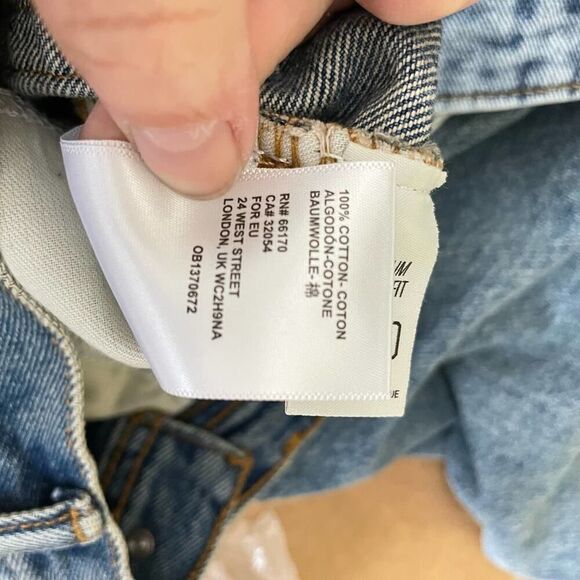 100% COTTON- COTON
ALGODÓN-COTONE
BAUMWOLLE- 棉
RN# 66170
CA# 32054
FOR EU
24 WEST STREET
LONDON, UK WC2H9NA
OB1370672
FIT